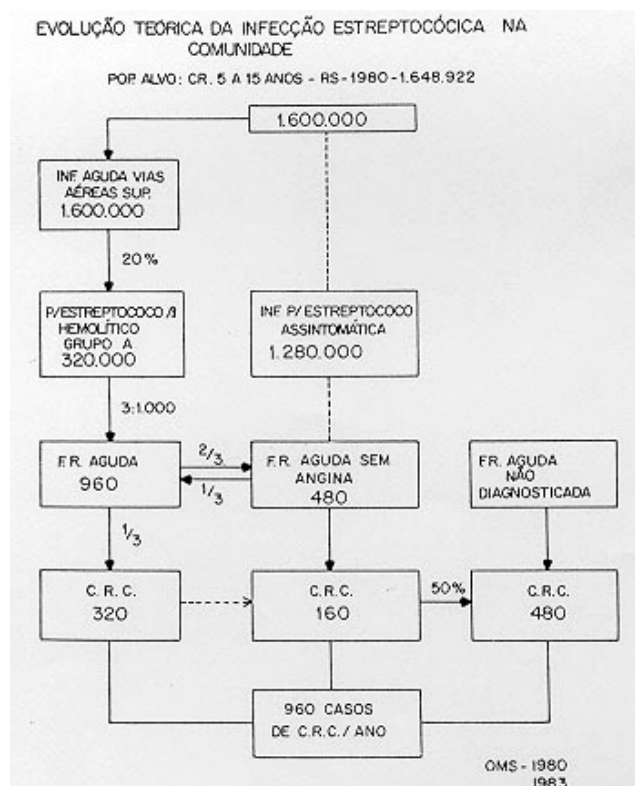 EVOLUÇÃO TEÓRICA DA INFECÇÃO ESTREPTOCÓCICA NA
COMUNIDADE
POP. ALVO: CR. 5 A 15 ANOS - RS-1980-1.648.922
1.600.000
INF. AGUDA VIAS
AÉREAS SUP.
1.600.000
20%
P/ESTREPTOCOCO/β
HEMOLÍTICO
GRUPO A
320.000
INF. P/ESTREPTOCOCO
ASSINTOMÁTICA
1.280.000
3:1.000
F.R. AGUDA
960
2/3
1/3
F.R. AGUDA SEM
ANGINA
480
F.R. AGUDA
NÃO
DIAGNOSTICADA
1/3
C.R.C.
320
C.R.C.
160
50%
C.R.C.
480
960 CASOS
DE C.R.C./ANO
OMS-1980
1983